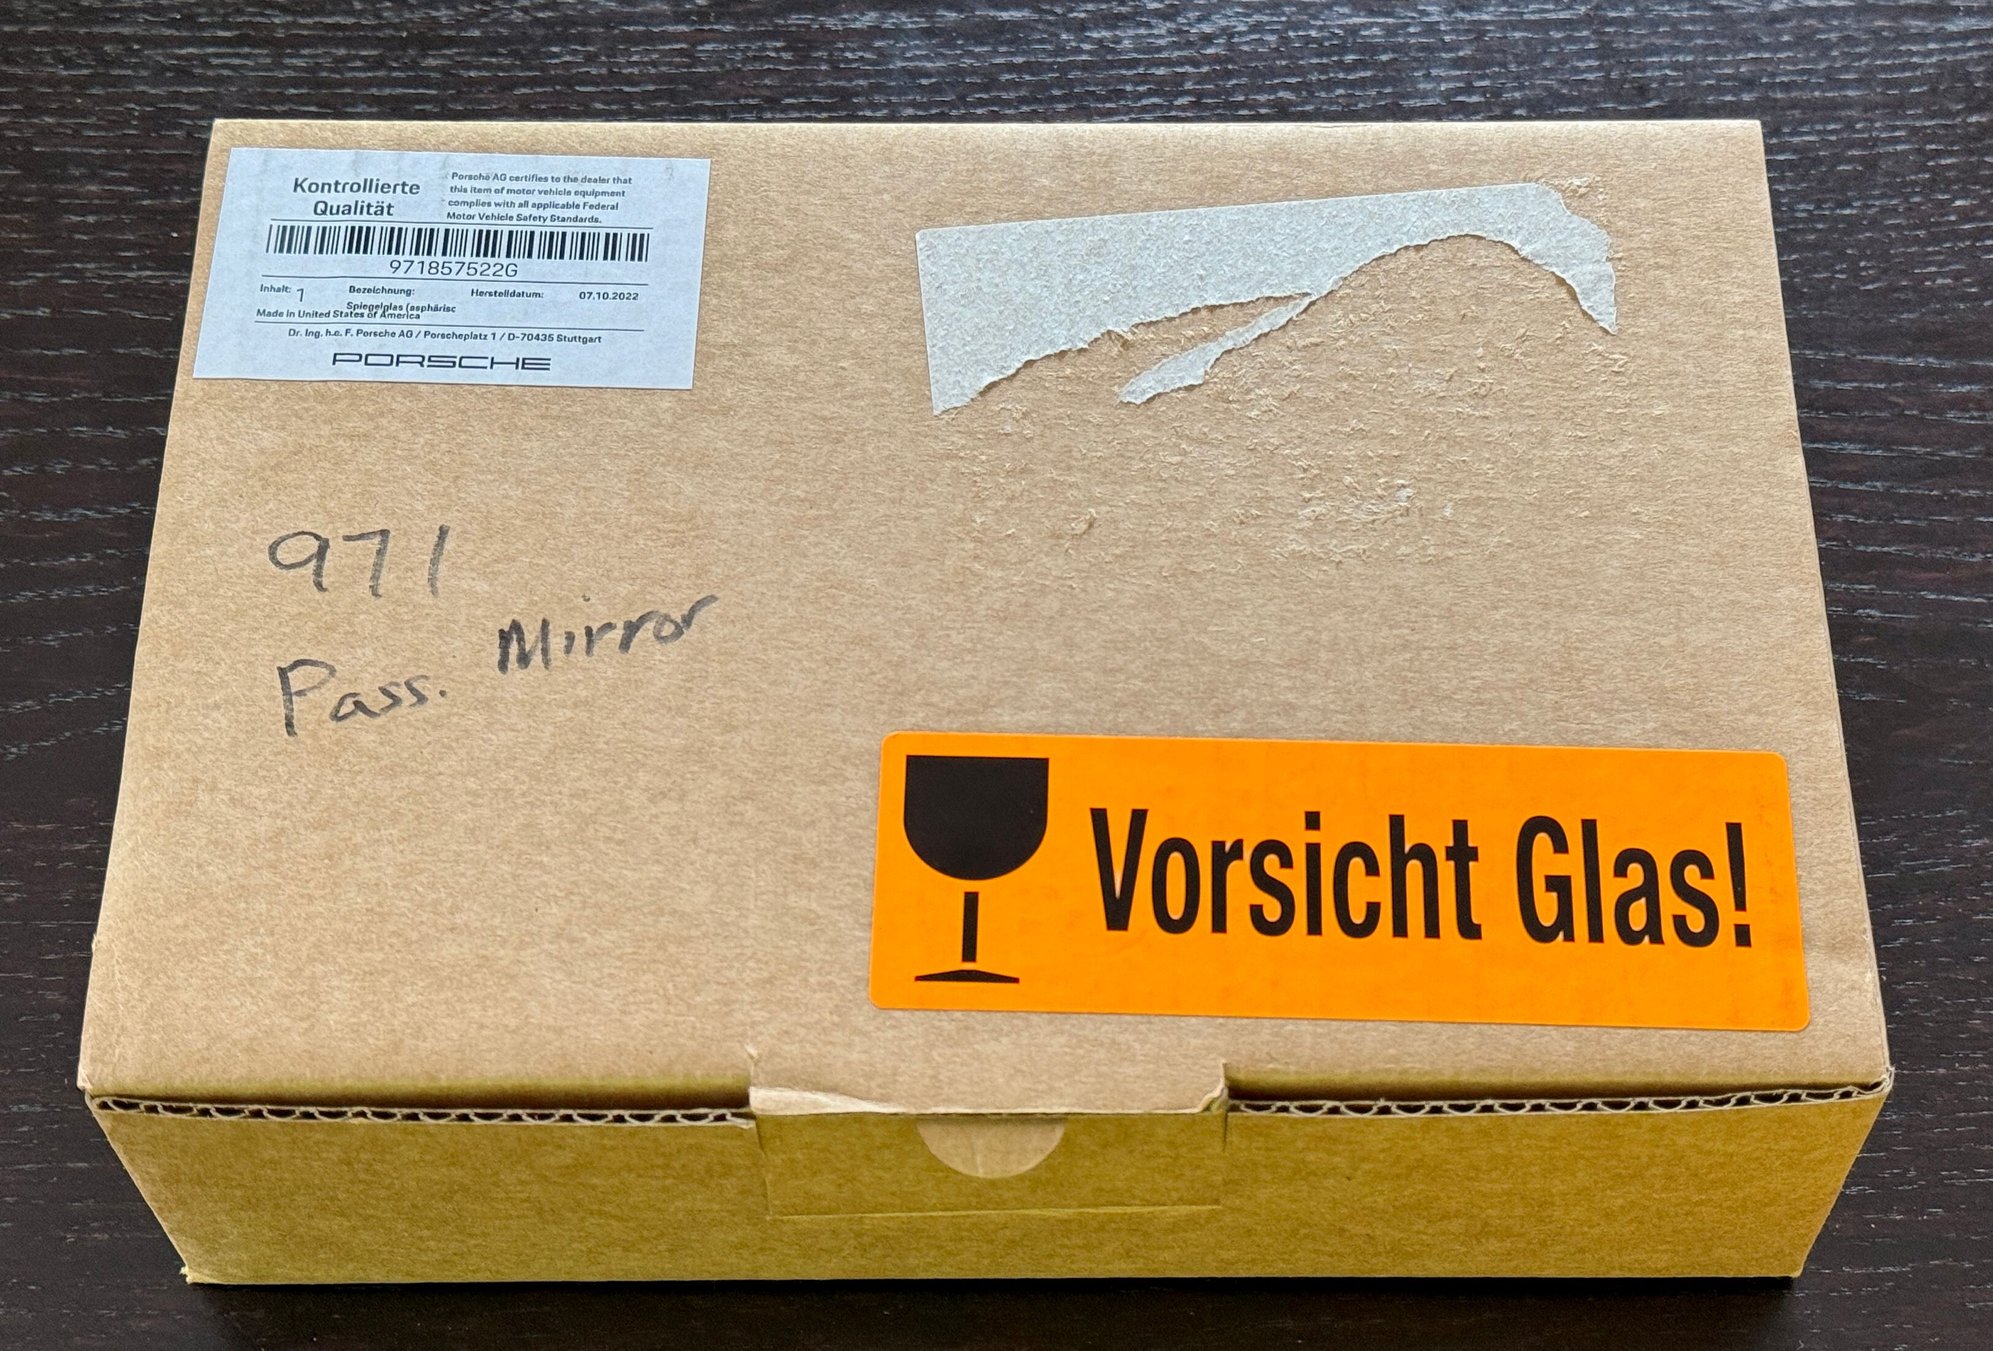 Kontrollierte
Qualität
Porsche AG certifies to the dealer that
this item of motor vehicle equipment
complies with all applicable Federal
Motor Vehicle Safety Standards.
971857522G
Inhalt: 1 Bezeichnung: Herstelldatum: 07.10.2022
Spiegelglas (asphärisc
Made in United States of America
Dr. Ing. h.c. F. Porsche AG / Porscheplatz 1 / D-70435 Stuttgart
PORSCHE
971
Pass. Mirror
Vorsicht Glas!